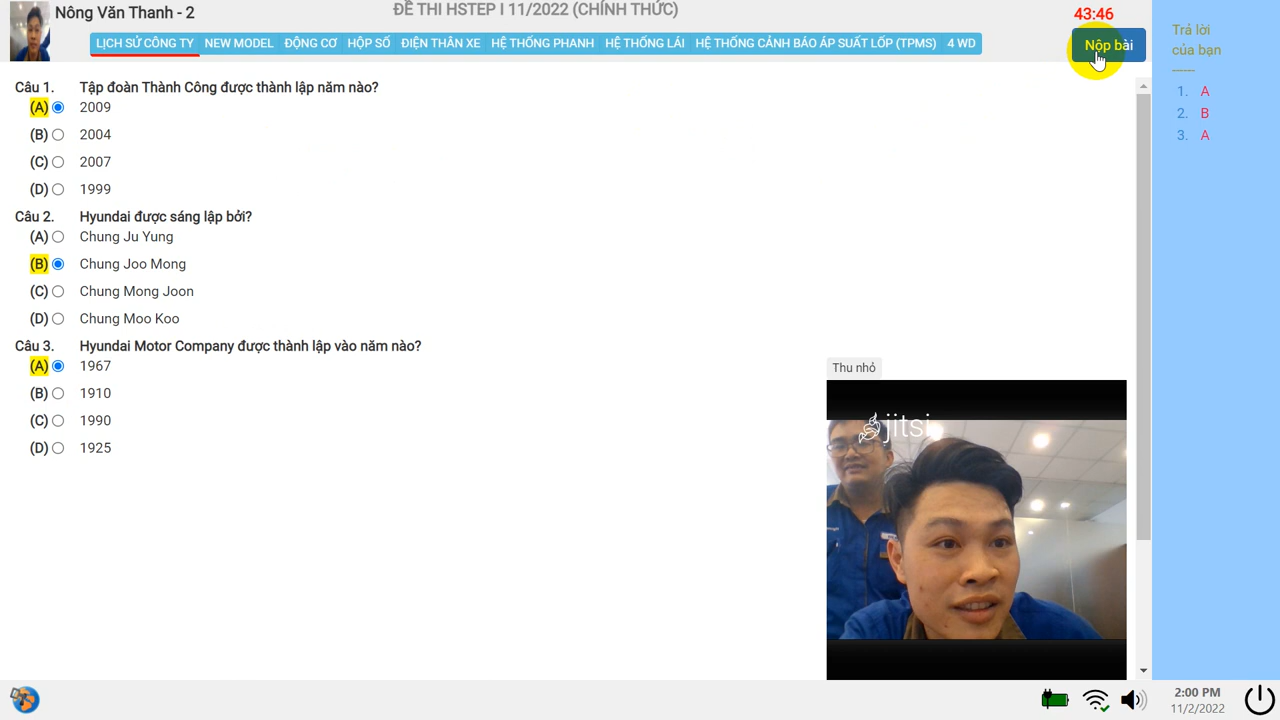 Nông Văn Thanh - 2
ĐỀ THI HSTEP I 11/2022 (CHÍNH THỨC)
43:46
LỊCH SỬ CÔNG TY NEW MODEL ĐỘNG CƠ HỘP SỐ ĐIỆN THÂN XE HỆ THỐNG PHANH HỆ THỐNG LÁI HỆ THỐNG CẢNH BÁO ÁP SUẤT LỐP (TPMS) 4 WD
Nộp bài
Trả lời
của bạn
-----
1. A
2. B
3. A
Câu 1. Tập đoàn Thành Công được thành lập năm nào?
(A) 2009
(B) 2004
(C) 2007
(D) 1999
Câu 2. Hyundai được sáng lập bởi?
(A) Chung Ju Yung
(B) Chung Joo Mong
(C) Chung Mong Joon
(D) Chung Moo Koo
Câu 3. Hyundai Motor Company được thành lập vào năm nào?
(A) 1967
(B) 1910
(C) 1990
(D) 1925
Thu nhỏ
jitsi
2:00 PM
11/2/2022